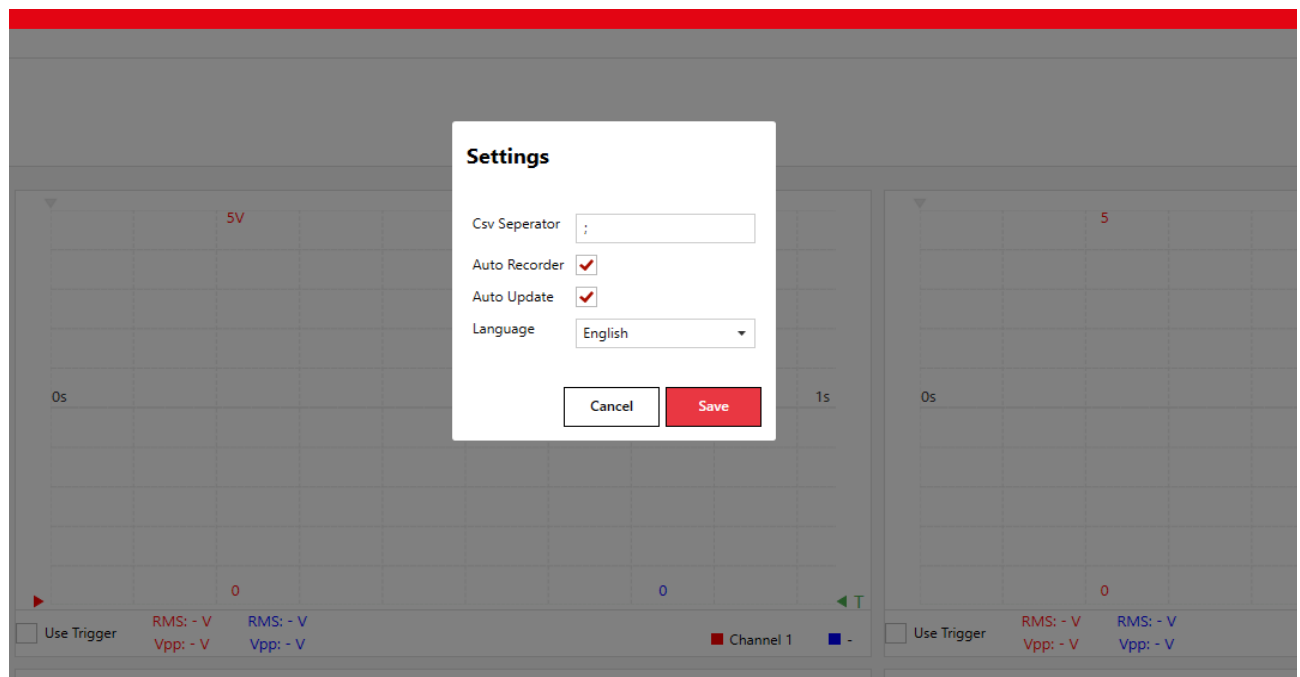 Settings
Csv Seperator ;
Auto Recorder
Auto Update
Language English
Cancel Save
5V
0s 1s
0 0
T
Use Trigger RMS: - V RMS: - V
Vpp: - V Vpp: - V
Channel 1 -
5
0s
0
Use Trigger RMS: - V RMS: - V
Vpp: - V Vpp: - V